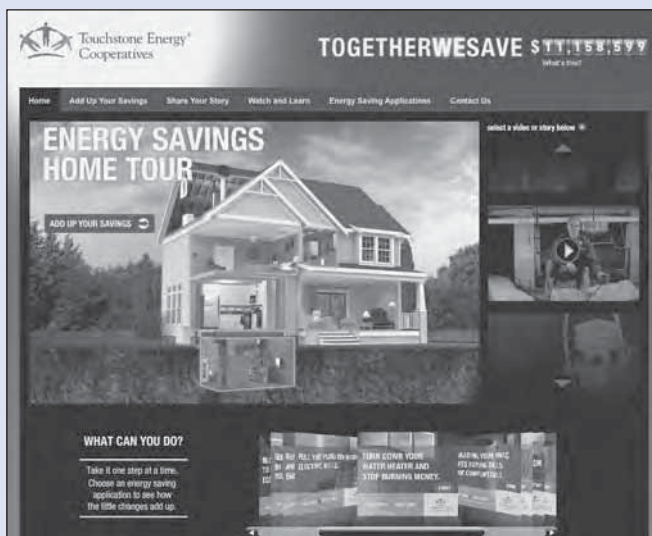 Touchstone Energy®
Cooperatives
TOGETHERWESAVE $11,158,599
What's this?
Home Add Up Your Savings Share Your Story Watch and Learn Energy Saving Applications Contact Us
ENERGY SAVINGS
HOME TOUR
ADD UP YOUR SAVINGS
select a video or story below
WHAT CAN YOU DO?
Take it one step at a time.
Choose an energy saving
application to see how
the little changes add up.
TURN DOWN YOUR
WATER HEATER AND
STOP BURNING MONEY.